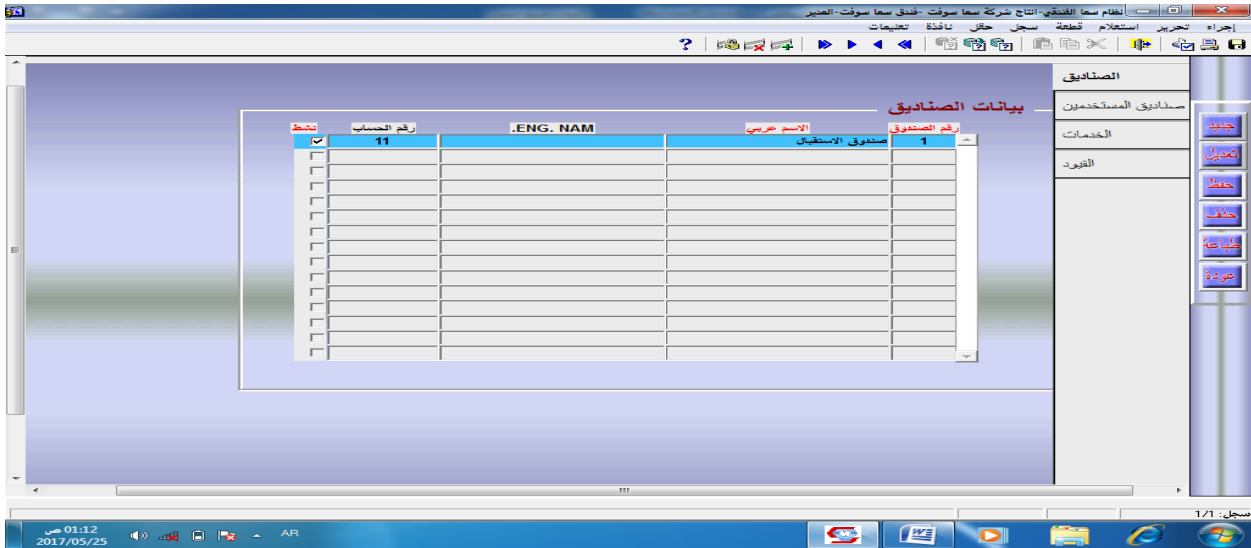 نظام سما الفندقي-انتاج شركة سما سوفت -فندق سما سوفت-المدير
إجراء تحرير استعلام قطعة سجل حقل نافذة تعليمات
الصناديق
صناديق المستخدمين
الخدمات
القيود
جديد
تعديل
حفظ
حذف
طباعة
عودة
بيانات الصناديق
رقم الصندوق الاسم عربي ENG. NAM. رقم الحساب نشط
1 صندوق الاستقبال 11
سجل: 1/1
AR
01:12 ص
2017/05/25